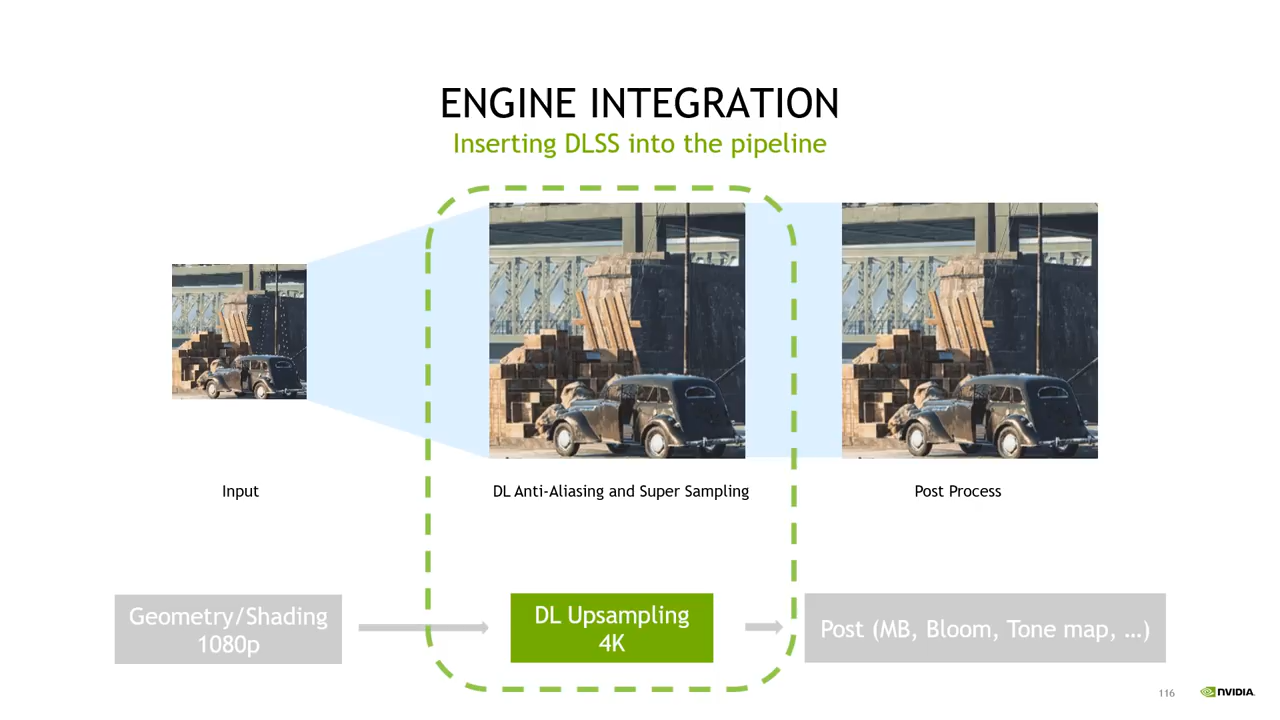 ENGINE INTEGRATION
Inserting DLSS into the pipeline
Input
DL Anti-Aliasing and Super Sampling
Post Process
Geometry/Shading
1080p
DL Upsampling
4K
Post (MB, Bloom, Tone map, …)
116
NVIDIA.